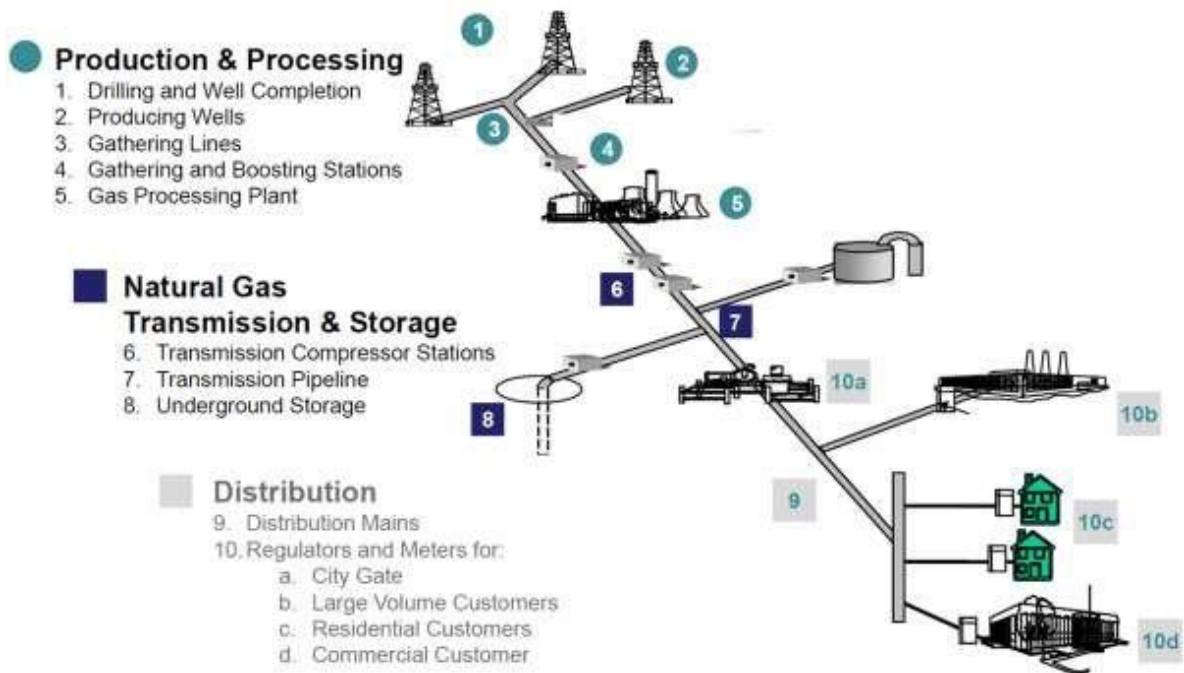 Production & Processing
1. Drilling and Well Completion
2. Producing Wells
3. Gathering Lines
4. Gathering and Boosting Stations
5. Gas Processing Plant
Natural Gas
Transmission & Storage
6. Transmission Compressor Stations
7. Transmission Pipeline
8. Underground Storage
Distribution
9. Distribution Mains
10. Regulators and Meters for:
a. City Gate
b. Large Volume Customers
c. Residential Customers
d. Commercial Customer
1
2
3
4
5
6
7
8
10a
10b
9
10c
10d